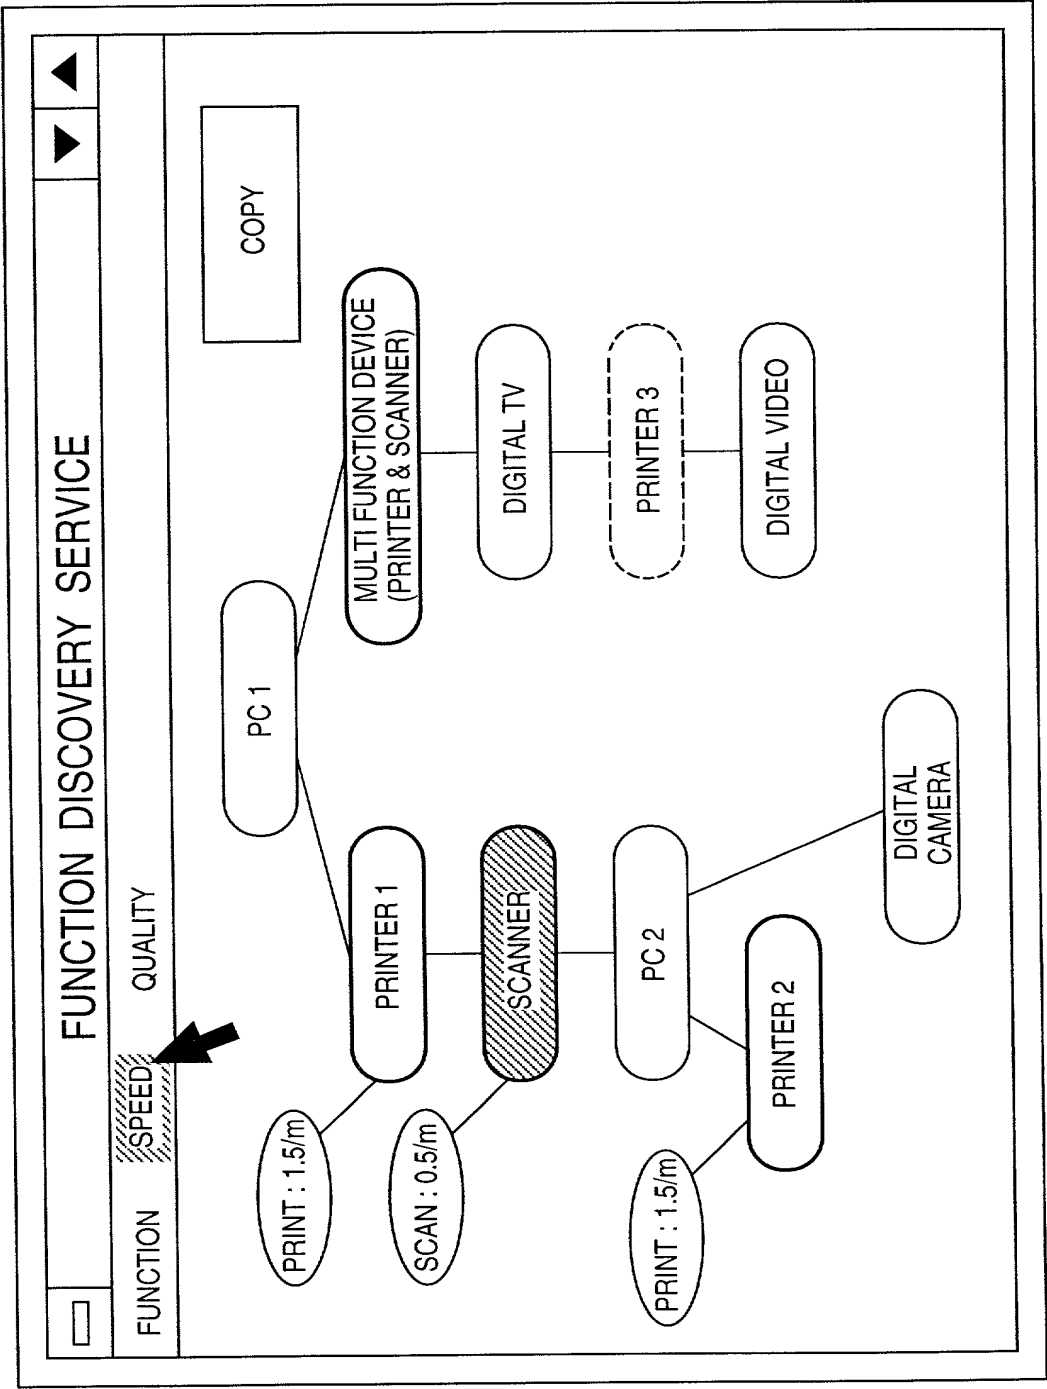 FUNCTION DISCOVERY SERVICE
FUNCTION SPEED QUALITY
COPY
PC 1
PRINT : 1.5/m
PRINTER 1
MULTI FUNCTION DEVICE
(PRINTER & SCANNER)
SCAN : 0.5/m
SCANNER
DIGITAL TV
PC 2
PRINTER 3
PRINT : 1.5/m
PRINTER 2
DIGITAL VIDEO
DIGITAL
CAMERA